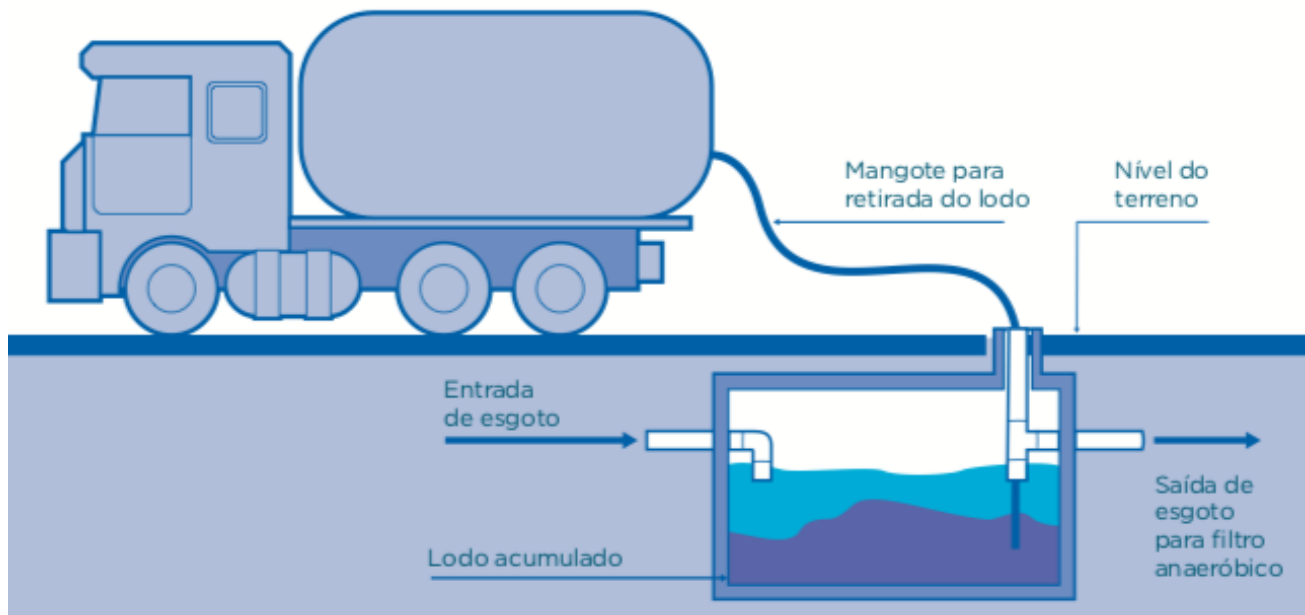 Mangote para
retirada do lodo
Nível do
terreno
Entrada
de esgoto
Saída de
esgoto
para filtro
anaeróbico
Lodo acumulado